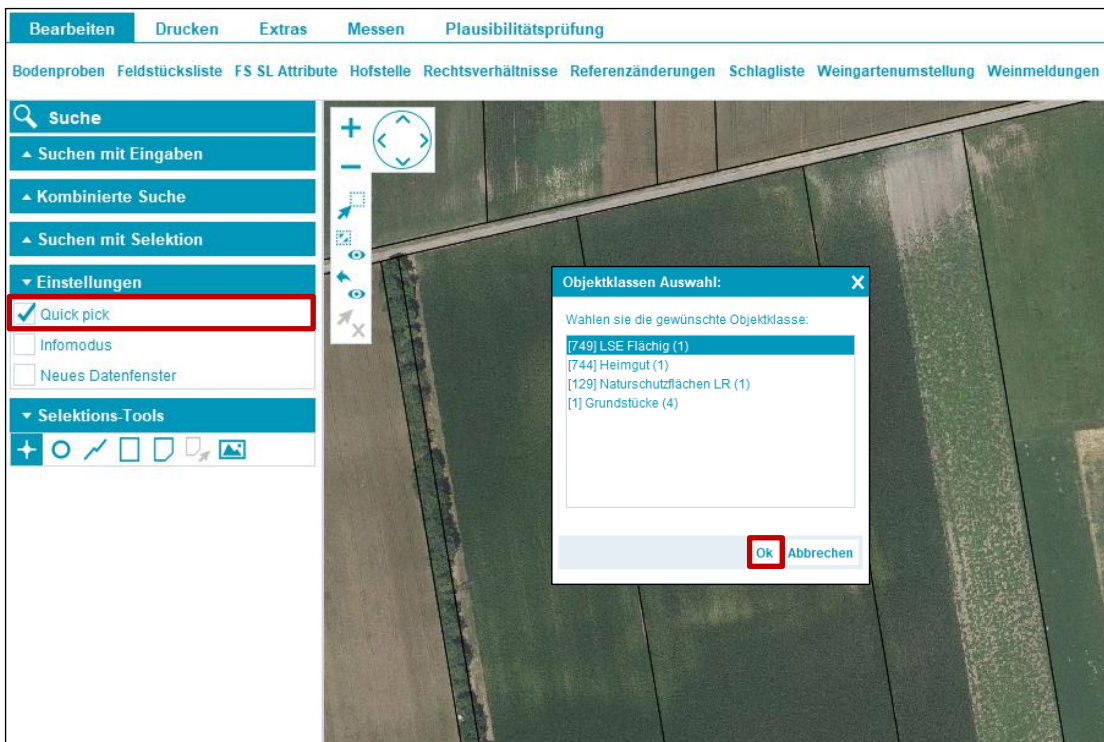 Bearbeiten Drucken Extras Messen Plausibilitätsprüfung
Bodenproben Feldstücksliste FS SL Attribute Hofstelle Rechtsverhältnisse Referenzänderungen Schlagliste Weingartenumstellung Weinmeldungen
Suche
Suchen mit Eingaben
Kombinierte Suche
Suchen mit Selektion
Einstellungen
Quick pick
Infomodus
Neues Datenfenster
Selektions-Tools
Objektklassen Auswahl: X
Wahlen sie die gewünschte Objektklasse:
[749] LSE Flächig (1)
[744] Heimgut (1)
[129] Naturschutzflächen LR (1)
[1] Grundstücke (4)
Ok Abbrechen